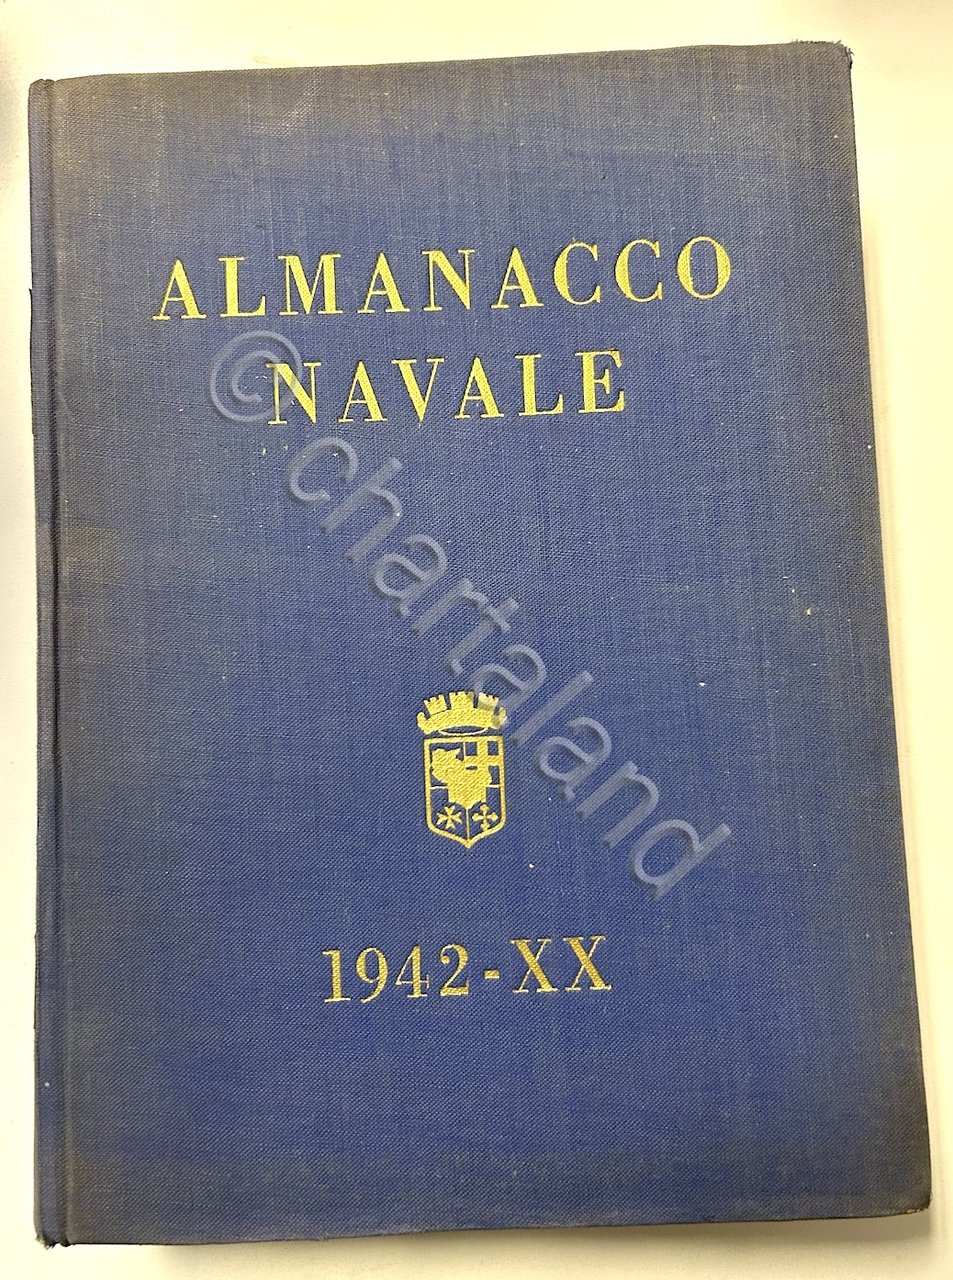 ALMANACCO
NAVALE
© chartaland
1942-XX